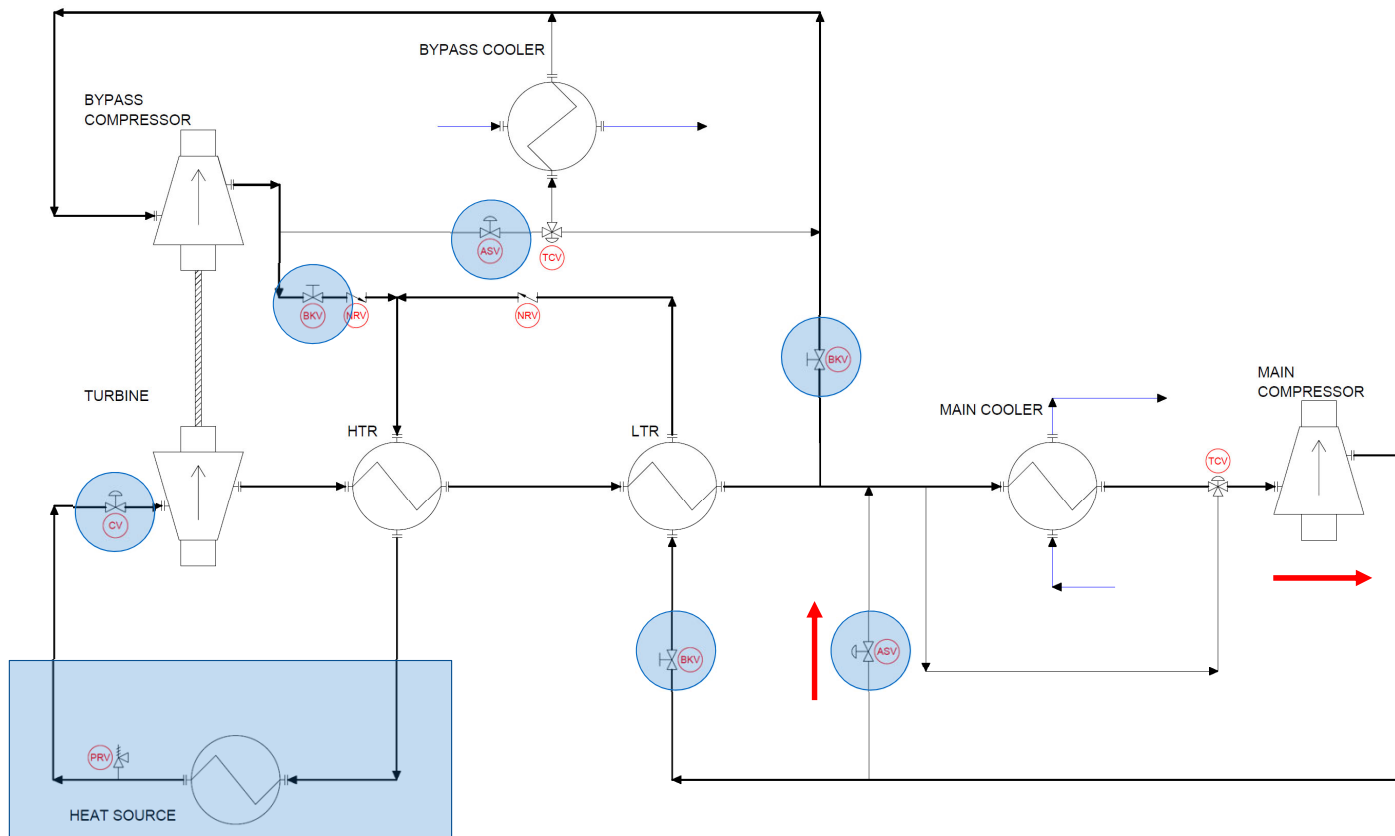 BYPASS COOLER
BYPASS
COMPRESSOR
ASV
TCV
BKV
NRV
NRV
BKV
MAIN
COMPRESSOR
TURBINE
MAIN COOLER
HTR
LTR
TCV
CV
BKV
ASV
PRV
HEAT SOURCE